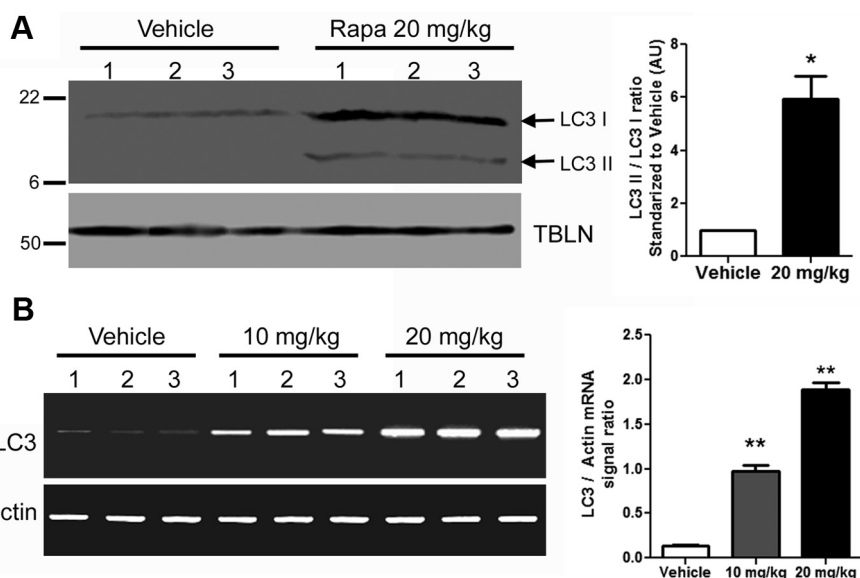 A
Vehicle
Rapa 20 mg/kg
1 2 3 1 2 3
22
LC3 I
LC3 II
6
50
TBLN
LC3 II / LC3 I ratio
Standarized to Vehicle (AU)
8
6
4
2
0
*
Vehicle 20 mg/kg
B
Vehicle
10 mg/kg
20 mg/kg
1 2 3 1 2 3 1 2 3
LC3
ctin
LC3 / Actin mRNA
signal ratio
2.5
2.0
1.5
1.0
0.5
0.0
**
**
Vehicle 10 mg/kg 20 mg/kg